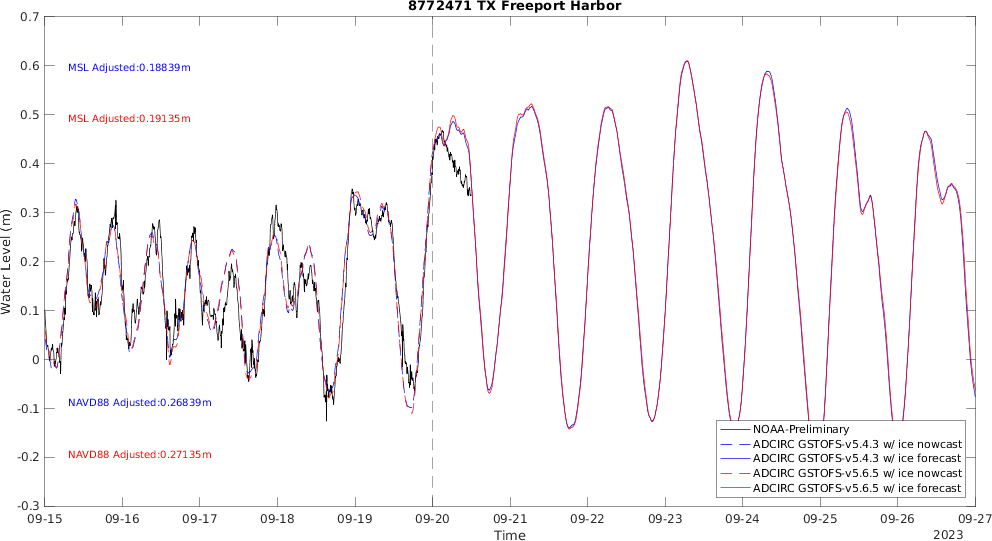 8772471 TX Freeport Harbor
0.7
0.6
0.5
0.4
0.3
0.2
0.1
0
-0.1
-0.2
-0.3
Water Level (m)
MSL Adjusted:0.18839m
MSL Adjusted:0.19135m
NAVD88 Adjusted:0.26839m
NAVD88 Adjusted:0.27135m
NOAA-Preliminary
ADCIRC GSTOFS-v5.4.3 w/ ice nowcast
ADCIRC GSTOFS-v5.4.3 w/ ice forecast
ADCIRC GSTOFS-v5.6.5 w/ ice nowcast
ADCIRC GSTOFS-v5.6.5 w/ ice forecast
09-15 09-16 09-17 09-18 09-19 09-20 09-21 09-22 09-23 09-24 09-25 09-26 09-27
Time
2023